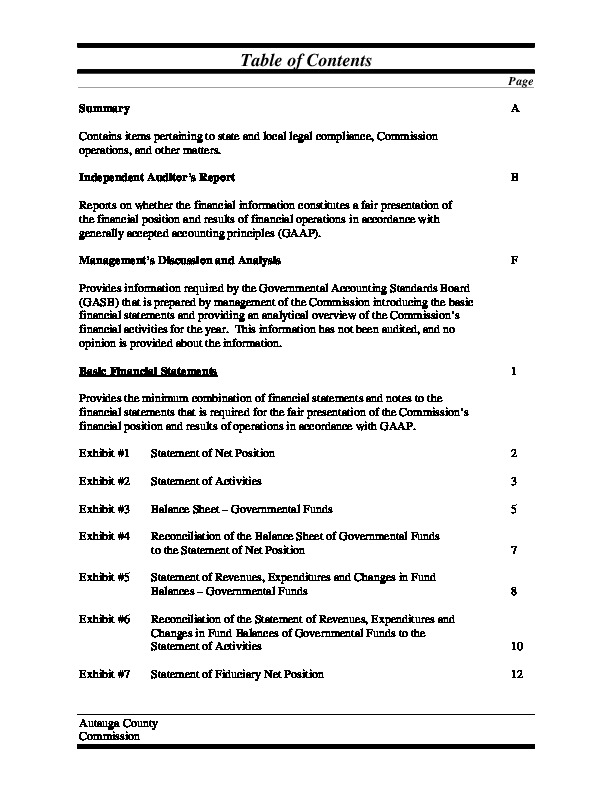 Table of Contents
Page
Summary A
Contains items pertaining to state and local legal compliance, Commission
operations, and other matters.
Independent Auditor's Report B
Reports on whether the financial information constitutes a fair presentation of
the financial position and results of financial operations in accordance with
generally accepted accounting principles (GAAP).
Management's Discussion and Analysis F
Provides information required by the Governmental Accounting Standards Board
(GASB) that is prepared by management of the Commission introducing the basic
financial statements and providing an analytical overview of the Commission's
financial activities for the year. This information has not been audited, and no
opinion is provided about the information.
Basic Financial Statements 1
Provides the minimum combination of financial statements and notes to the
financial statements that is required for the fair presentation of the Commission's
financial position and results of operations in accordance with GAAP.
Exhibit #1 Statement of Net Position 2
Exhibit #2 Statement of Activities 3
Exhibit #3 Balance Sheet – Governmental Funds 5
Exhibit #4 Reconciliation of the Balance Sheet of Governmental Funds
to the Statement of Net Position 7
Exhibit #5 Statement of Revenues, Expenditures and Changes in Fund
Balances – Governmental Funds 8
Exhibit #6 Reconciliation of the Statement of Revenues, Expenditures and
Changes in Fund Balances of Governmental Funds to the
Statement of Activities 10
Exhibit #7 Statement of Fiduciary Net Position 12
Autauga County
Commission